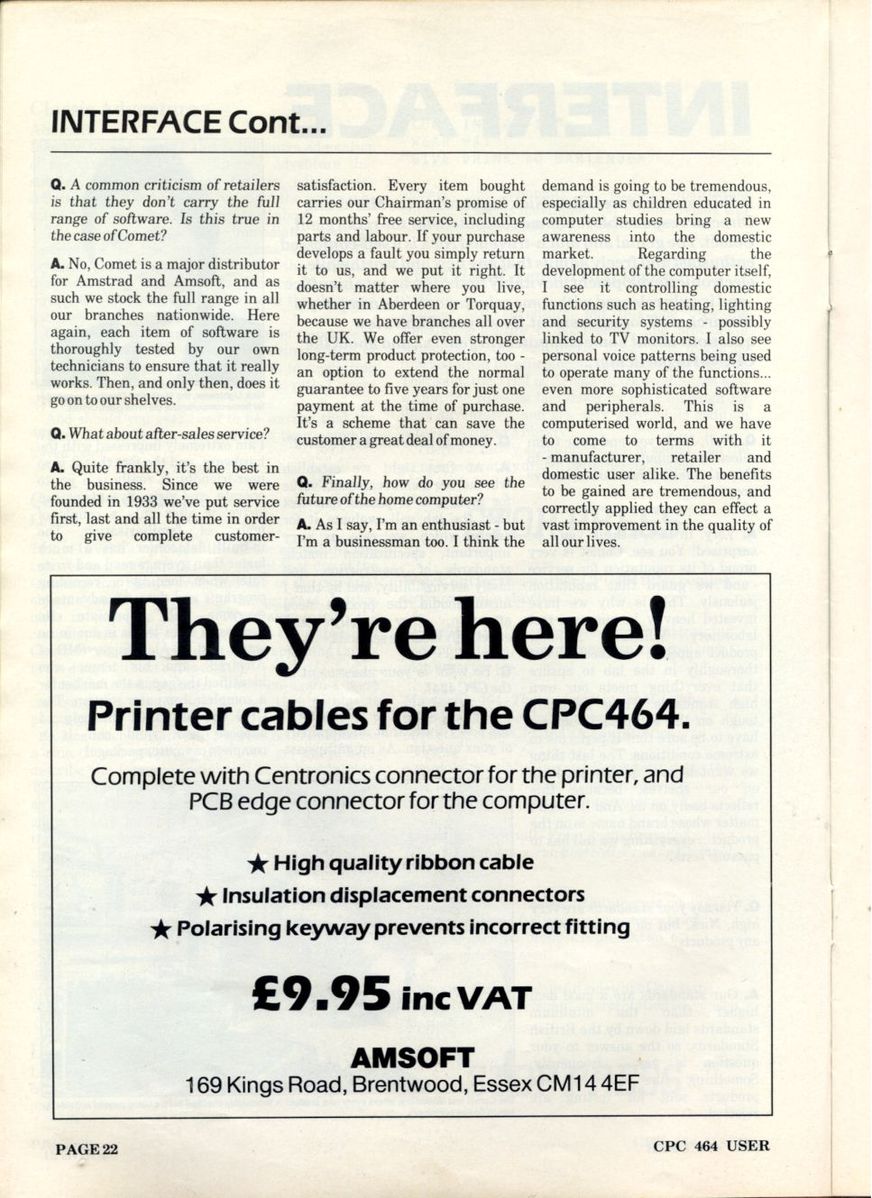 INTERFACE Cont...
Q. A common criticism of retailers
is that they don't carry the full
range of software. Is this true in
the case of Comet?
A. No, Comet is a major distributor
for Amstrad and Amsoft, and as
such we stock the full range in all
our branches nationwide. Here
again, each item of software is
thoroughly tested by our own
technicians to ensure that it really
works. Then, and only then, does it
go on to our shelves.
Q. What about after-sales service?
A. Quite frankly, it's the best in
the business. Since we were
founded in 1933 we've put service
first, last and all the time in order
to give complete customer-
satisfaction. Every item bought
carries our Chairman's promise of
12 months' free service, including
parts and labour. If your purchase
develops a fault you simply return
it to us, and we put it right. It
doesn't matter where you live,
whether in Aberdeen or Torquay,
because we have branches all over
the UK. We offer even stronger
long-term product protection, too -
an option to extend the normal
guarantee to five years for just one
payment at the time of purchase.
It's a scheme that can save the
customer a great deal of money.
Q. Finally, how do you see the
future of the home computer?
A. As I say, I'm an enthusiast - but
I'm a businessman too. I think the
demand is going to be tremendous,
especially as children educated in
computer studies bring a new
awareness into the domestic
market. Regarding the
development of the computer itself,
I see it controlling domestic
functions such as heating, lighting
and security systems - possibly
linked to TV monitors. I also see
personal voice patterns being used
to operate many of the functions...
even more sophisticated software
and peripherals. This is a
computerised world, and we have
to come to terms with it
- manufacturer, retailer and
domestic user alike. The benefits
to be gained are tremendous, and
correctly applied they can effect a
vast improvement in the quality of
all our lives.
They're here!
Printer cables for the CPC464.
Complete with Centronics connector for the printer, and
PCB edge connector for the computer.
★ High quality ribbon cable
★ Insulation displacement connectors
★ Polarising keyway prevents incorrect fitting
£9.95 inc VAT
AMSOFT
169 Kings Road, Brentwood, Essex CM14 4EF
PAGE 22
CPC 464 USER